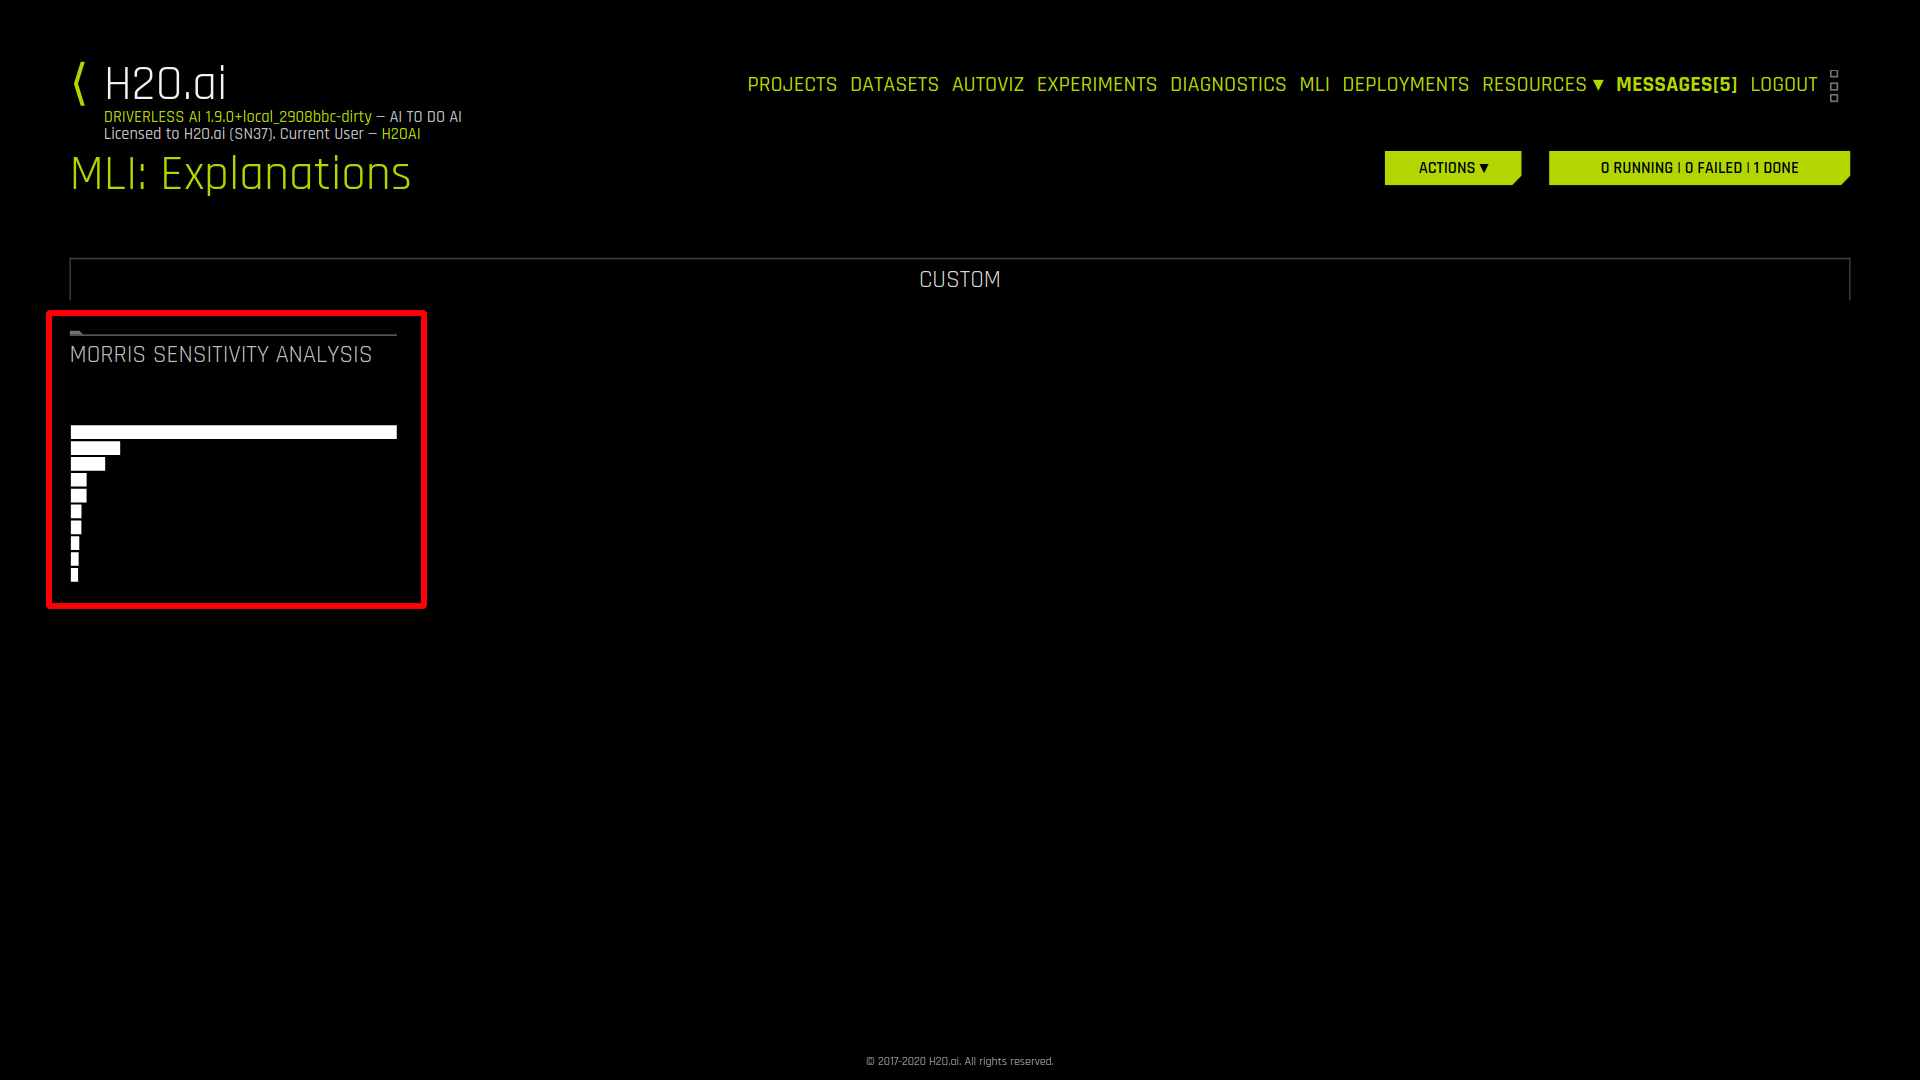 H2O.ai
PROJECTS DATASETS AUTOVIZ EXPERIMENTS DIAGNOSTICS MLI DEPLOYMENTS RESOURCES ▾ MESSAGES[5] LOGOUT
DRIVERLESS AI 1.9.0+local_2908bbc-dirty – AI TO DO AI
Licensed to H2O.ai (SN37). Current User – H2OAI
MLI: Explanations
ACTIONS ▾
0 RUNNING | 0 FAILED | 1 DONE
CUSTOM
MORRIS SENSITIVITY ANALYSIS
© 2017-2020 H2O.ai. All rights reserved.